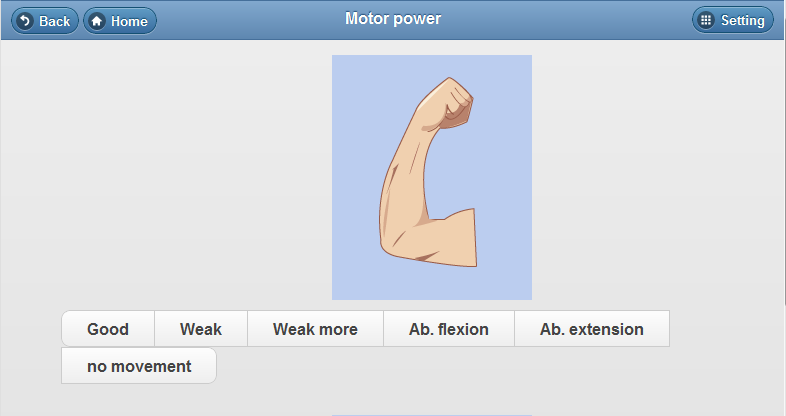 Back Home Motor power Setting
Good Weak Weak more Ab. flexion Ab. extension
no movement